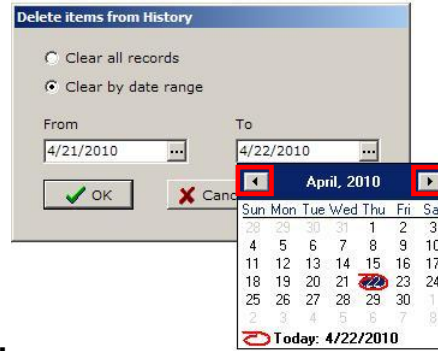 Delete items from History
Clear all records
Clear by date range
From To
4/21/2010 ... 4/22/2010 ...
OK Canc
April, 2010
Sun Mon Tue Wed Thu Fri Sa
28 29 30 31 1 2 3
4 5 6 7 8 9 10
11 12 13 14 15 16 17
18 19 20 21 22 23 24
25 26 27 28 29 30 1
2 3 4 5 6 7 8
Today: 4/22/2010
.